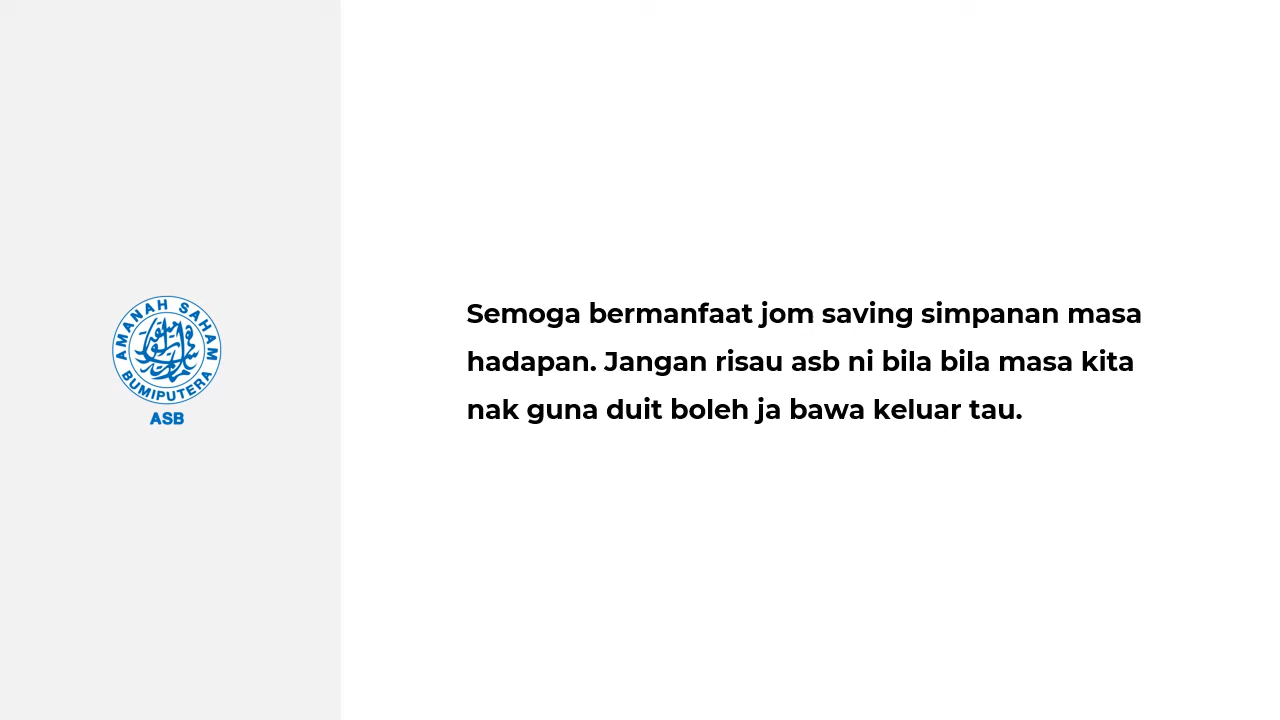 AMANAH SAHAM
BUMIPUTERA
ASB
Semoga bermanfaat jom saving simpanan masa
hadapan. Jangan risau asb ni bila bila masa kita
nak guna duit boleh ja bawa keluar tau.